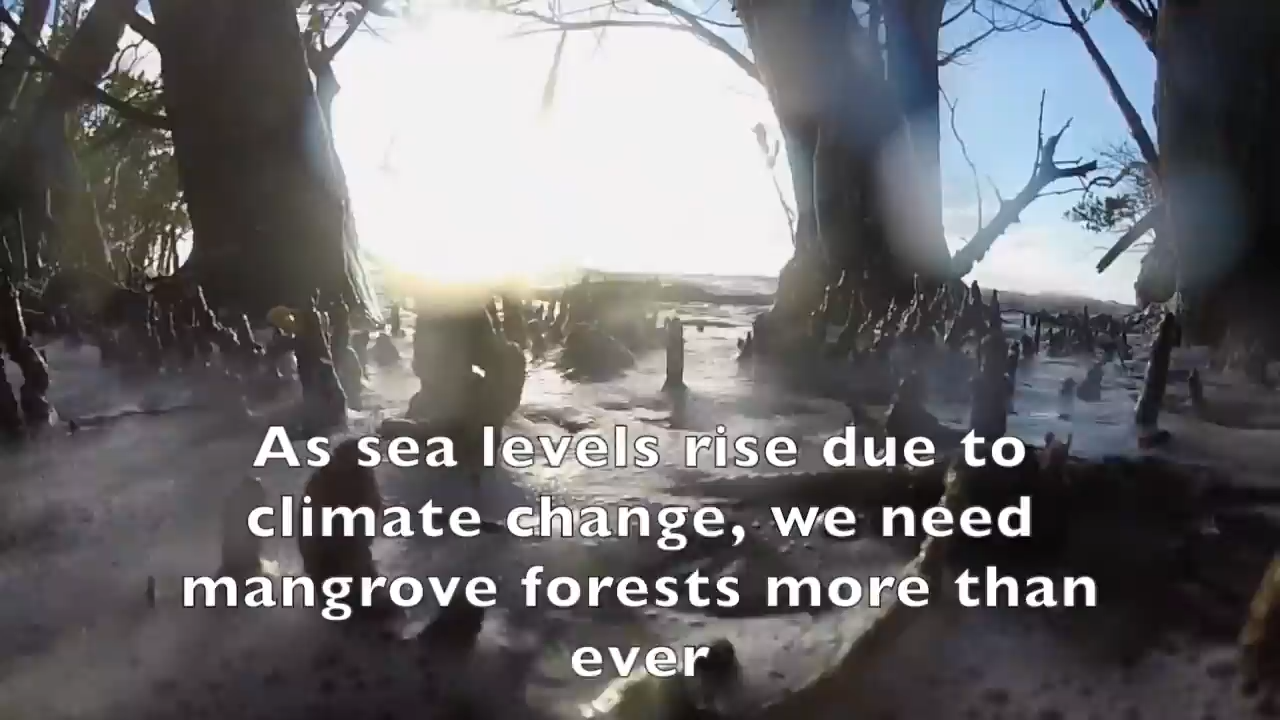 As sea levels rise due to
climate change, we need
mangrove forests more than
ever